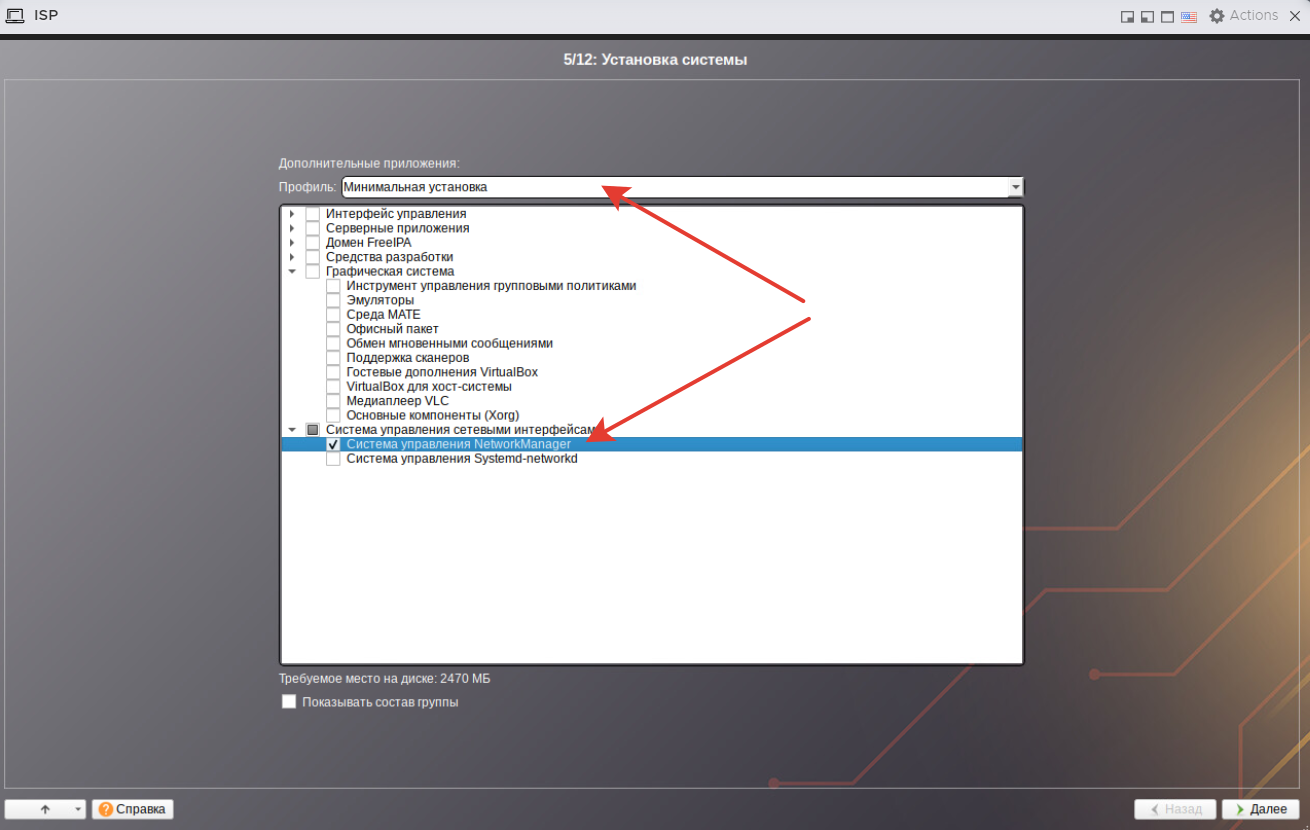 ISP
Actions
5/12: Установка системы
Дополнительные приложения:
Профиль: Минимальная установка
Интерфейс управления
Серверные приложения
Домен FreeIPA
Средства разработки
Графическая система
Инструмент управления групповыми политиками
Эмуляторы
Среда MATE
Офисный пакет
Обмен мгновенными сообщениями
Поддержка сканеров
Гостевые дополнения VirtualBox
VirtualBox для хост-системы
Медиаплеер VLC
Основные компоненты (Xorg)
Система управления сетевыми интерфейсам
Система управления NetworkManager
Система управления Systemd-networkd
Требуемое место на диске: 2470 МБ
Показывать состав группы
Справка
Назад
Далее